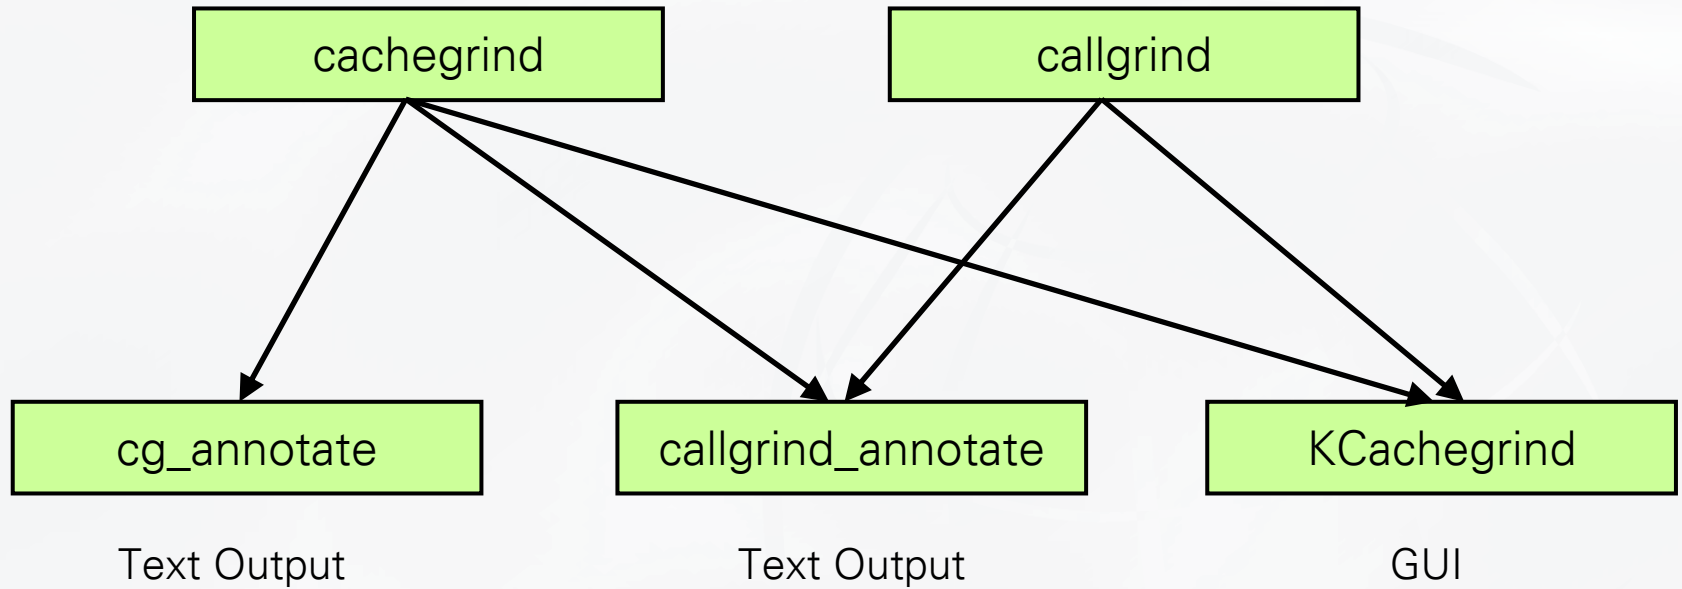 cachegrind
callgrind
cg_annotate
callgrind_annotate
KCachegrind
Text Output
Text Output
GUI